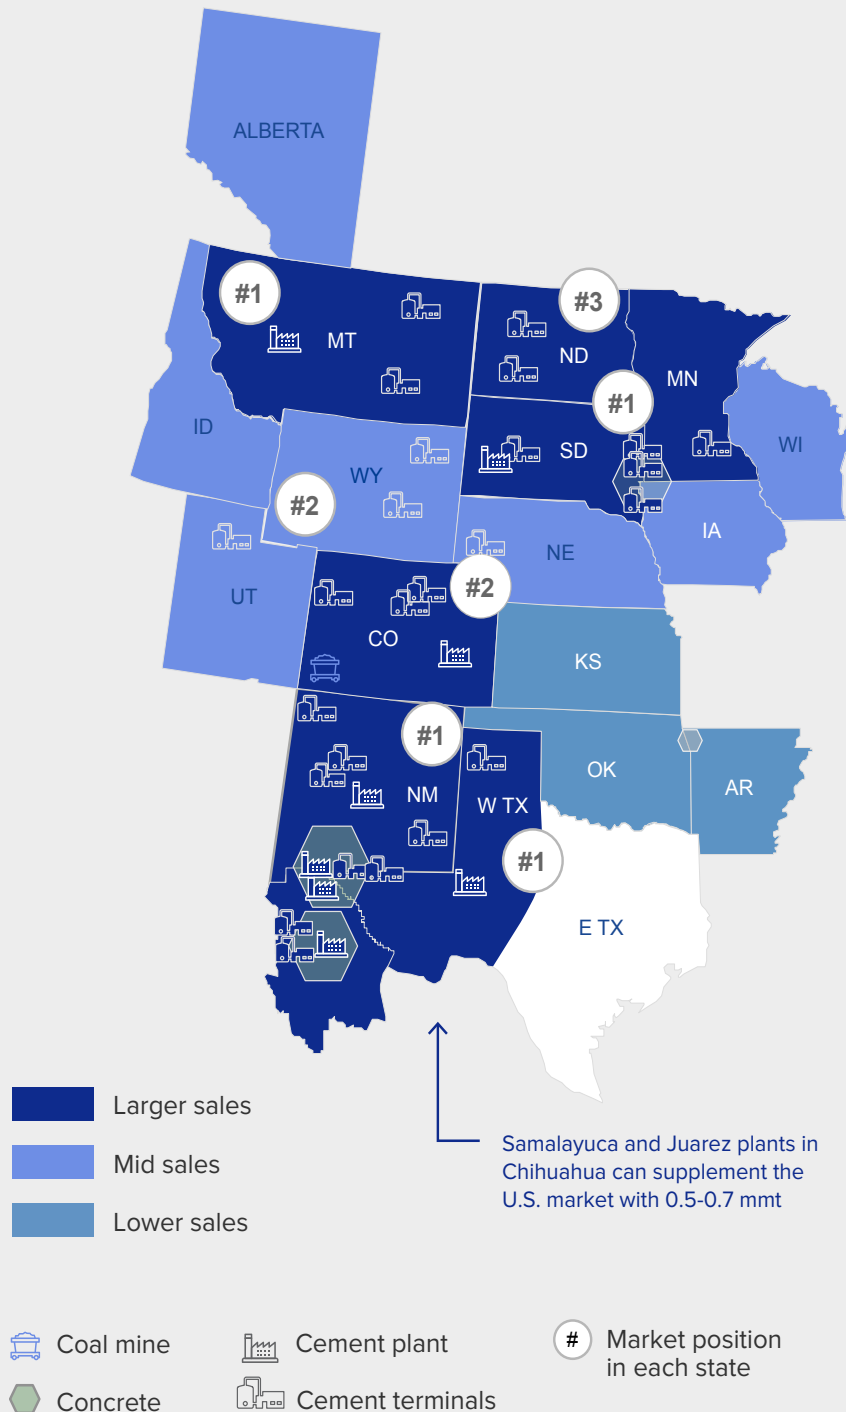 ALBERTA
#1
#3
MT
ND
MN
#1
ID
SD
WI
WY
#2
IA
NE
UT
#2
CO
KS
#1
OK
NM
W TX
AR
#1
E TX
Larger sales
Mid sales
Lower sales
Samalayuca and Juarez plants in
Chihuahua can supplement the
U.S. market with 0.5-0.7 mmt
Coal mine
Cement plant
# Market position
in each state
Concrete
Cement terminals